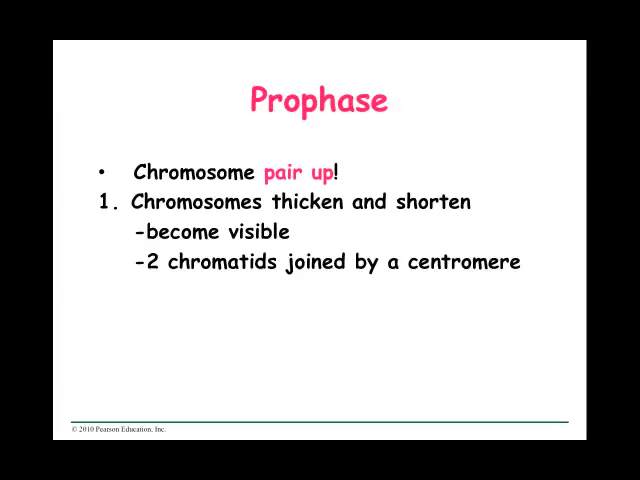 Prophase
• Chromosome pair up!
1. Chromosomes thicken and shorten
-become visible
-2 chromatids joined by a centromere
© 2010 Pearson Education, Inc.